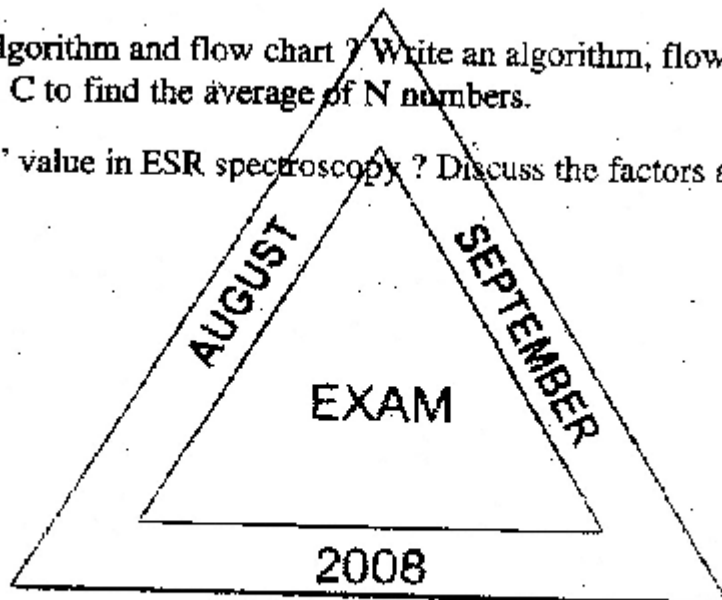 lgorithm and flow chart ? Write an algorithm, flow
C to find the average of N numbers.
' value in ESR spectroscopy ? Discuss the factors a
AUGUST
SEPTEMBER
EXAM
2008